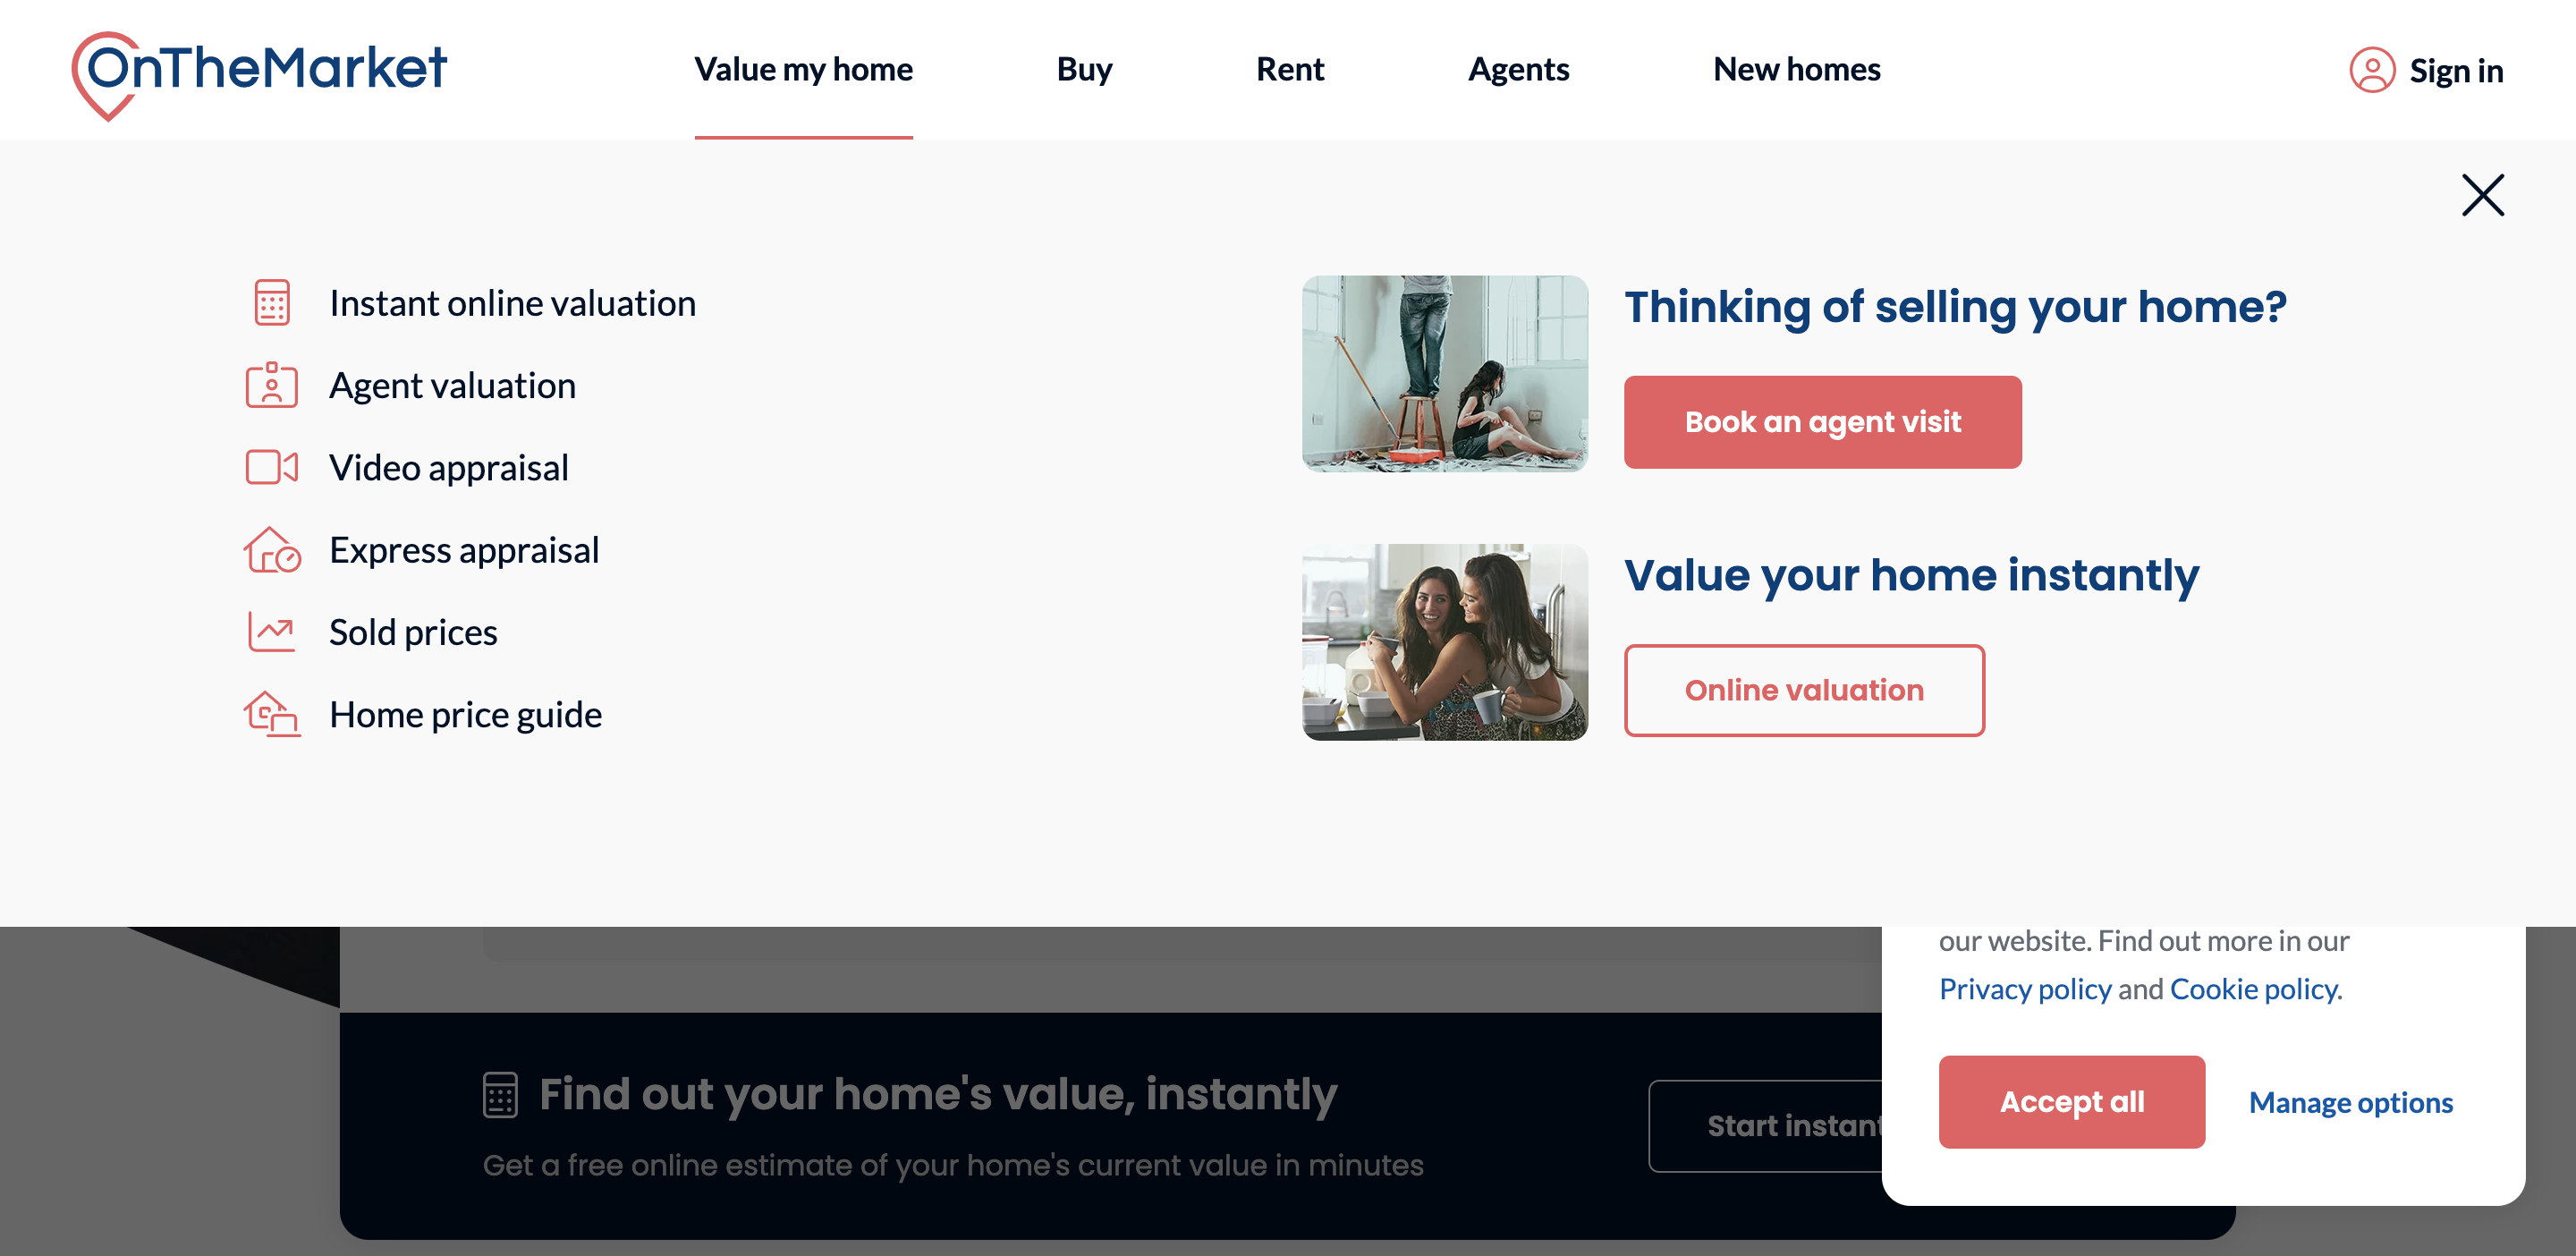 OnTheMarket
Value my home
Buy
Rent
Agents
New homes
Sign in
Instant online valuation
Agent valuation
Video appraisal
Express appraisal
Sold prices
Home price guide
Thinking of selling your home?
Book an agent visit
Value your home instantly
Online valuation
our website. Find out more in our
Privacy policy and Cookie policy.
Accept all
Manage options
Find out your home's value, instantly
Get a free online estimate of your home's current value in minutes
Start instant